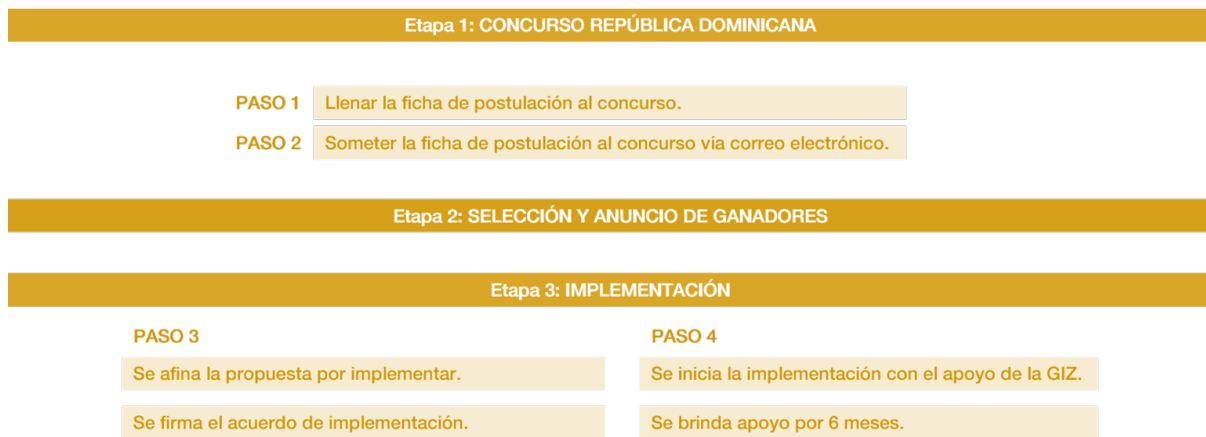 Etapa 1: CONCURSO REPÚBLICA DOMINICANA
PASO 1 Llenar la ficha de postulación al concurso.
PASO 2 Someter la ficha de postulación al concurso vía correo electrónico.
Etapa 2: SELECCIÓN Y ANUNCIO DE GANADORES
Etapa 3: IMPLEMENTACIÓN
PASO 3
Se afina la propuesta por implementar.
Se firma el acuerdo de implementación.
PASO 4
Se inicia la implementación con el apoyo de la GIZ.
Se brinda apoyo por 6 meses.